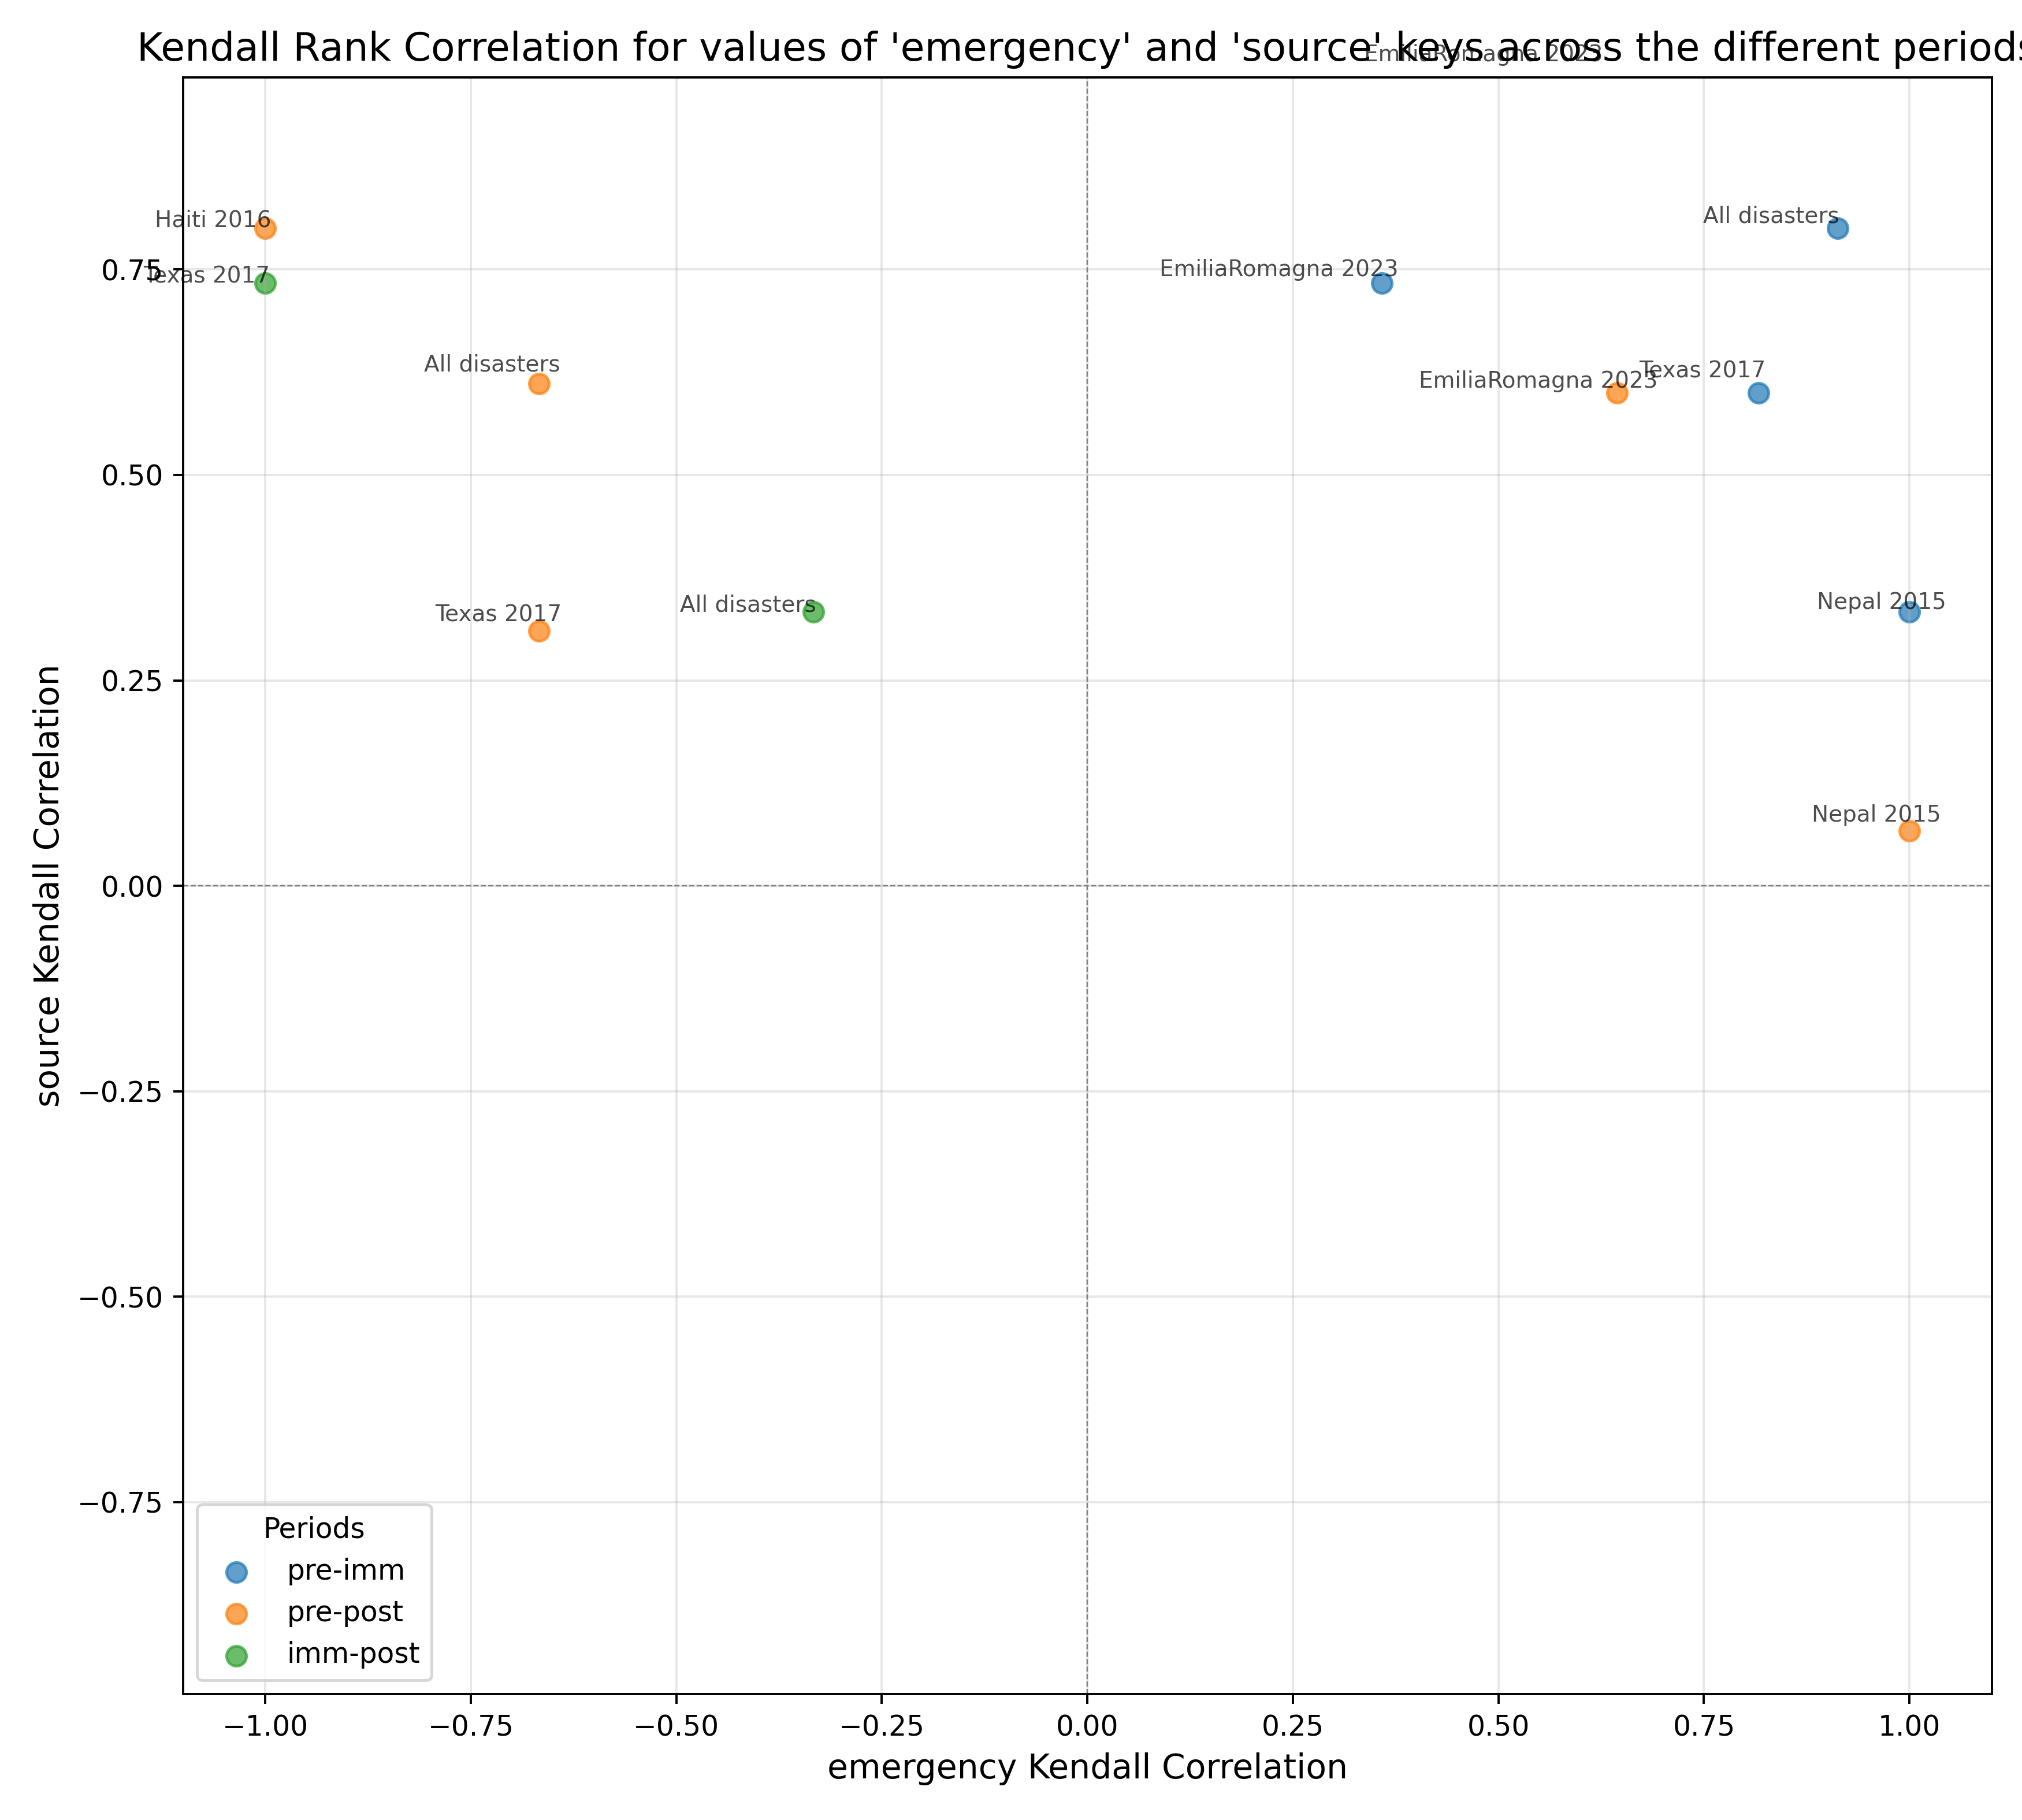 Kendall Rank Correlation for values of 'emergency' and 'source' keys across the different periods
EmiliaRomagna 2023
Haiti 2016
All disasters
Texas 2017
EmiliaRomagna 2023
All disasters
EmiliaRomagna 2023
Texas 2017
Texas 2017
All disasters
Nepal 2015
Nepal 2015
source Kendall Correlation
0.75
0.50
0.25
0.00
−0.25
−0.50
−0.75
Periods
pre-imm
pre-post
imm-post
−1.00
−0.75
−0.50
−0.25
0.00
0.25
0.50
0.75
1.00
emergency Kendall Correlation